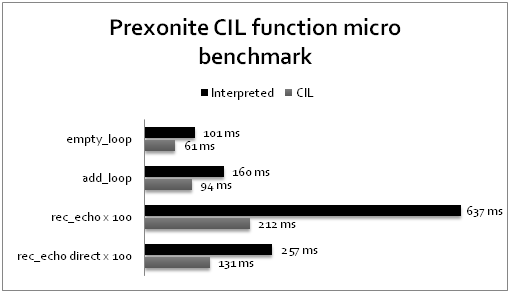 Prexonite CIL function micro
benchmark
Interpreted CIL
empty_loop 101 ms
61 ms
add_loop 160 ms
94 ms
rec_echo x 100 637 ms
212 ms
rec_echo direct x 100 257 ms
131 ms